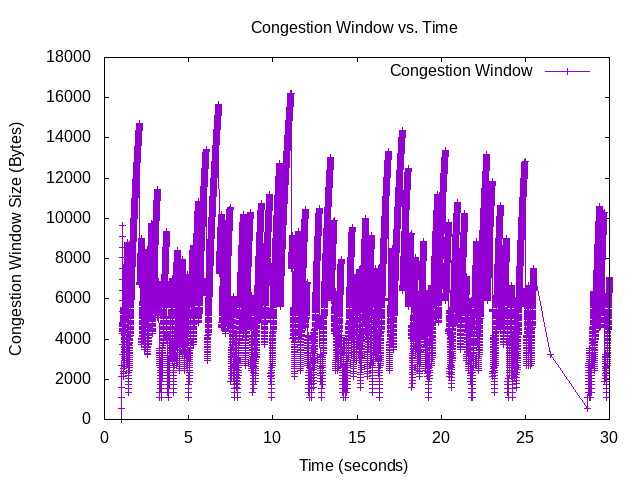 Congestion Window vs. Time
Congestion Window
Congestion Window Size (Bytes)
18000
16000
14000
12000
10000
8000
6000
4000
2000
0
0 5 10 15 20 25 30
Time (seconds)